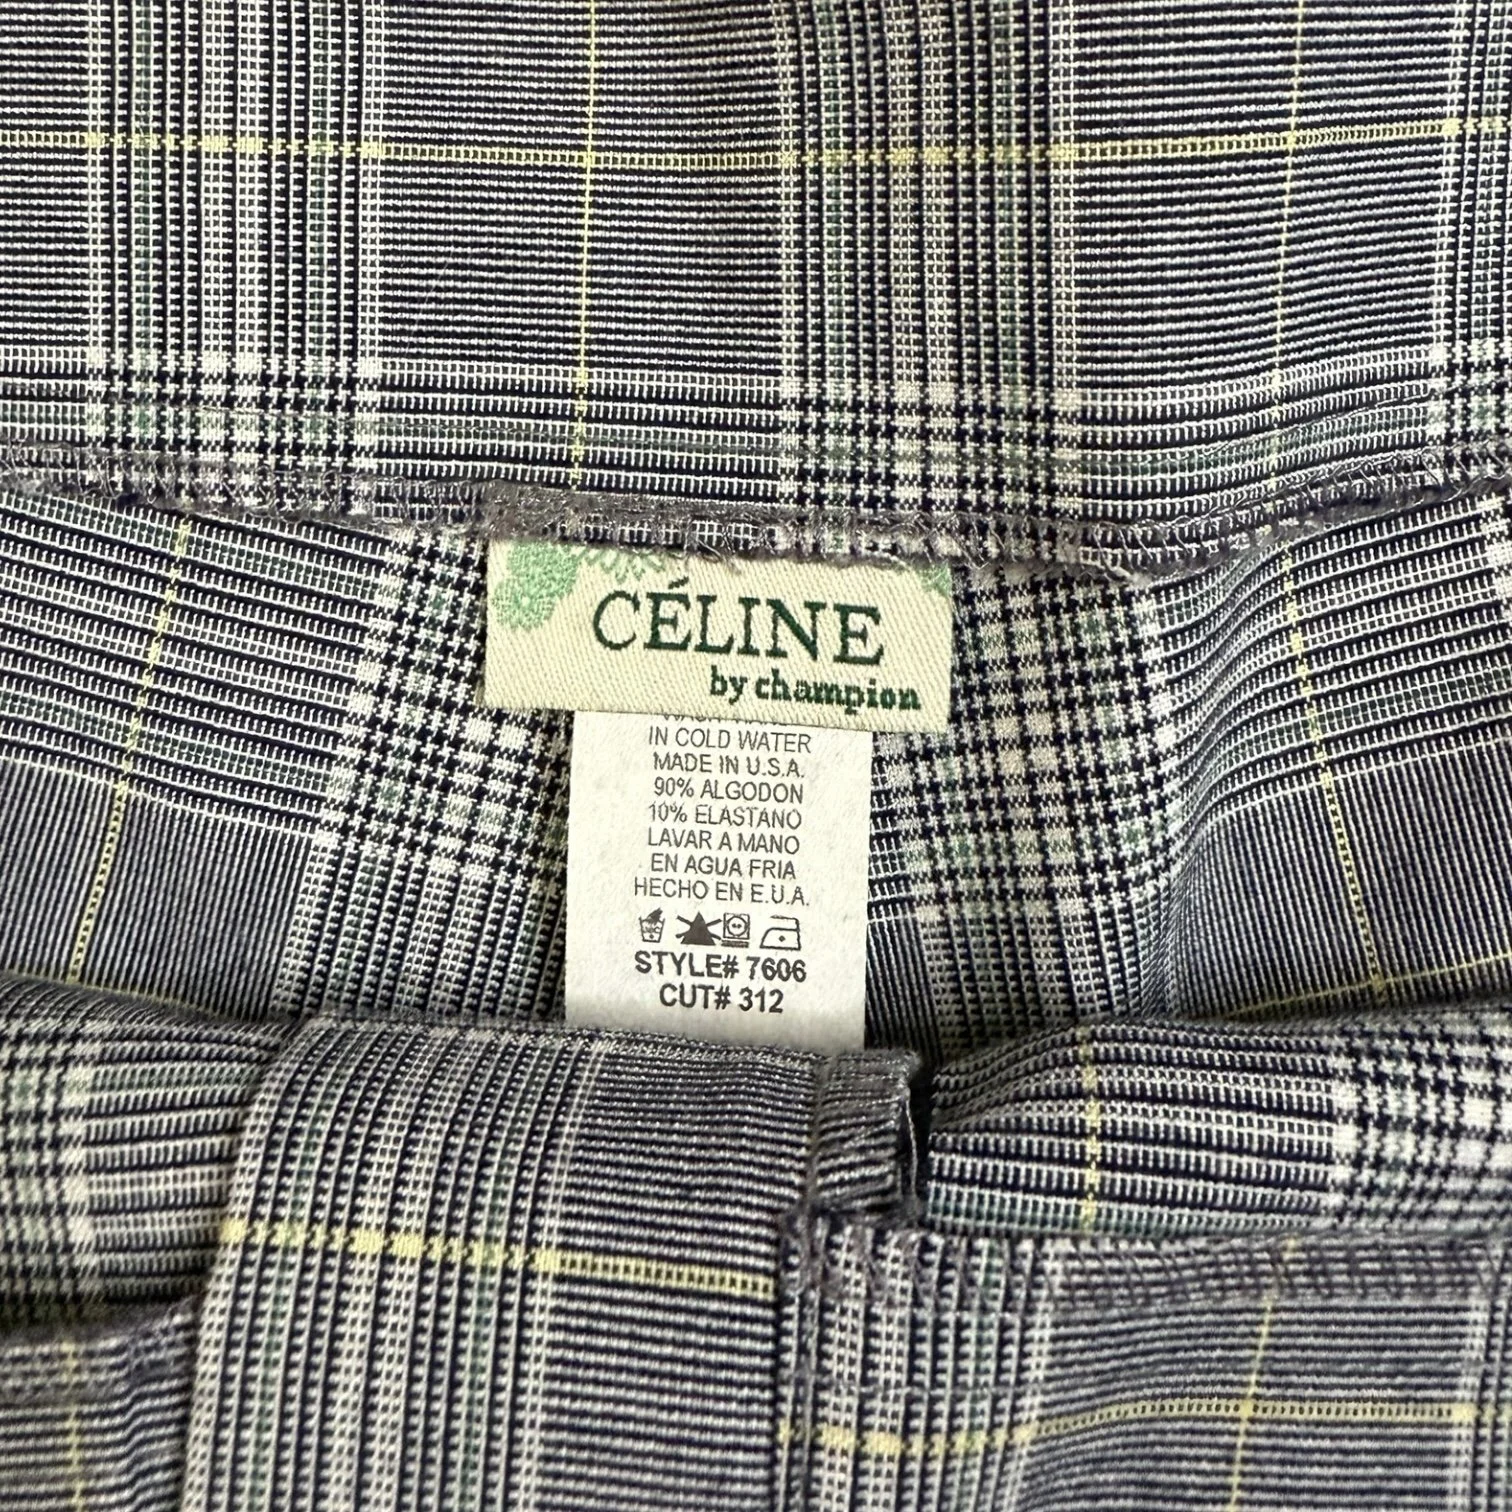 CÉLINE
by champion
IN COLD WATER
MADE IN U.S.A.
90% ALGODON
10% ELASTANO
LAVAR A MANO
EN AGUA FRIA
HECHO EN E.U.A.
STYLE# 7606
CUT# 312